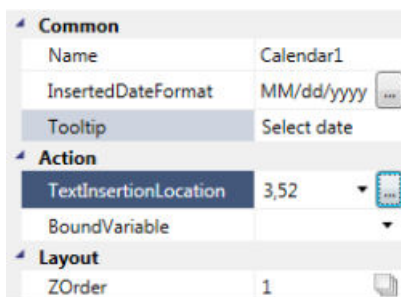 Common
Name Calendar1
InsertedDateFormat MM/dd/yyyy ...
Tooltip Select date
Action
TextInsertionLocation 3,52 ...
BoundVariable
Layout
ZOrder 1